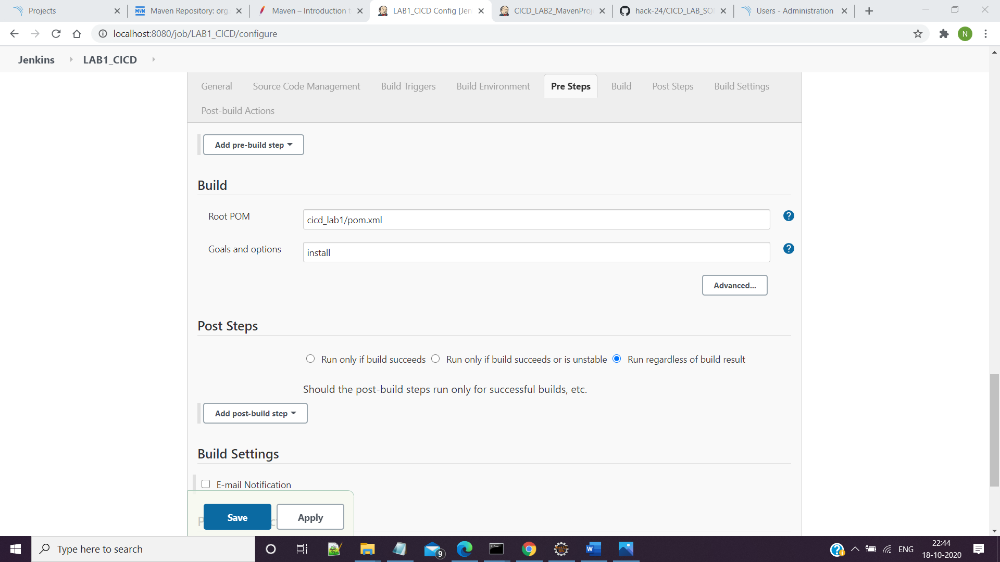 Projects
Maven Repository: org.
Maven – Introduction t
LAB1_CICD Config [Jen
CICD_LAB2_MavenProj
hack-24/CICD_LAB_SO
Users - Administration
localhost:8080/job/LAB1_CICD/configure
N
Jenkins
LAB1_CICD
General
Source Code Management
Build Triggers
Build Environment
Pre Steps
Build
Post Steps
Build Settings
Post-build Actions
Add pre-build step
Build
Root POM
cicd_lab1/pom.xml
Goals and options
install
Advanced...
Post Steps
Run only if build succeeds
Run only if build succeeds or is unstable
Run regardless of build result
Should the post-build steps run only for successful builds, etc.
Add post-build step
Build Settings
E-mail Notification
Save
Apply
Type here to search
9
ENG
22:44
18-10-2020